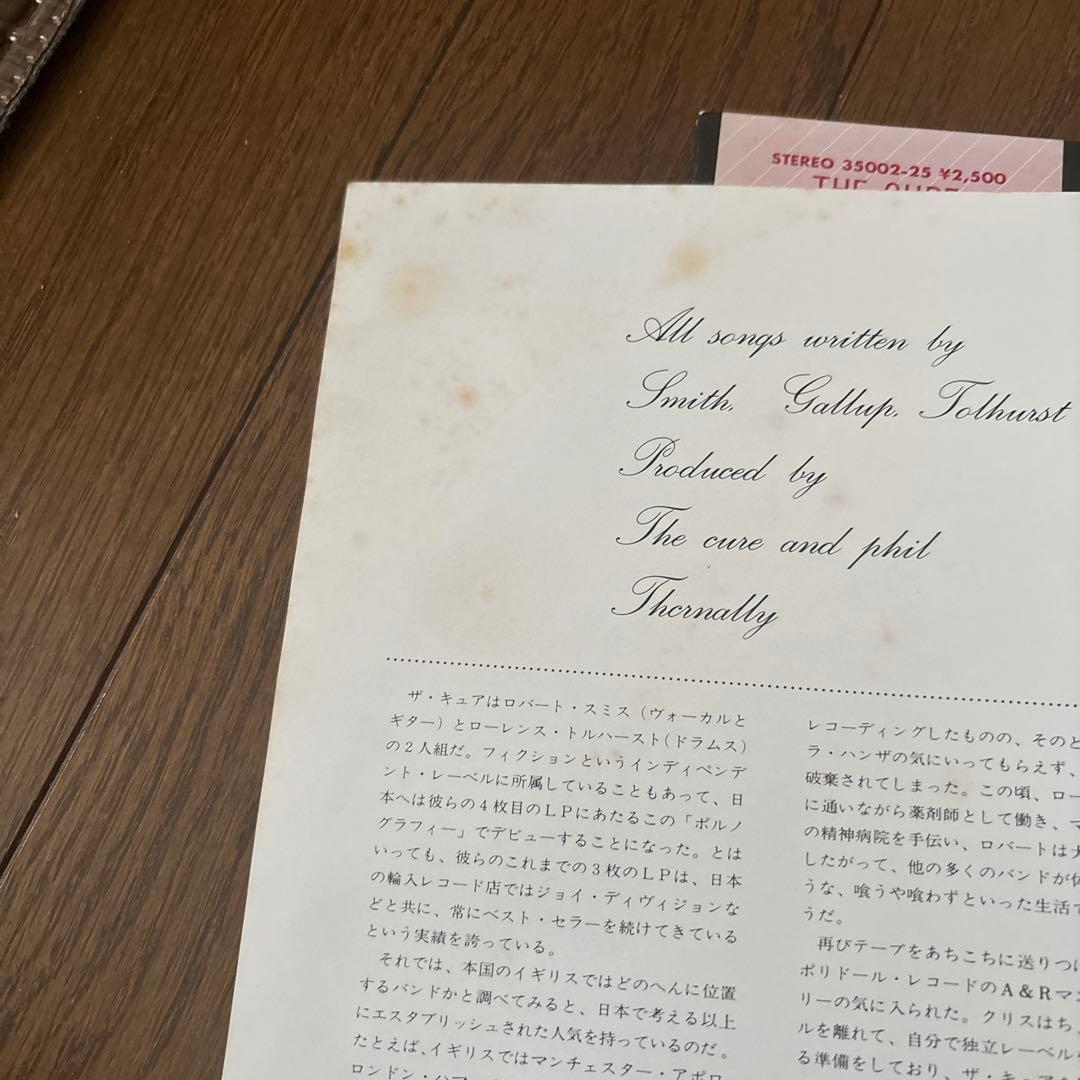 STEREO 35002-25 ¥2,500
THE CURE
All songs written by
Smith, Gallup, Tolhurst
Produced by
The cure and phil
Thcrnally
ザ・キュアはロバート・スミス（ヴォーカルと
ギター）とローレンス・トルハースト（ドラムス）
の２人組だ。フィクションというインディペンデ
ント・レーベルに所属していることもあって、日
本へは彼らの４枚目のＬＰにあたるこの「ポルノ
グラフィー」でデビューすることになった。とは
いっても、彼らのこれまでの３枚のＬＰは、日本
の輸入レコード店ではジョイ・ディヴィジョンな
どと共に、常にベスト・セラーを続けてきている
という実績を誇っている。
それでは、本国のイギリスではどのへんに位置
するバンドかと調べてみると、日本で考える以上
にエスタブリッシュされた人気を持っているのだ。
たとえば、イギリスではマンチェスター・アポロ
ロンドン・ハマ
レコーディングしたものの、そのど
ラ・ハンザの気にいってもらえず、
破棄されてしまった。この頃、ロー
に通いながら薬剤師として働き、マ
の精神病院を手伝い、ロバートは大
したがって、他の多くのバンドが体
うな、喰うや喰わずといった生活で
うだ。
再びテープをあちこちに送りつけ
ポリドール・レコードのＡ＆Ｒマン
リーの気に入られた。クリスはち
ルを離れて、自分で独立レーベル
る準備をしており、ザ・キュア